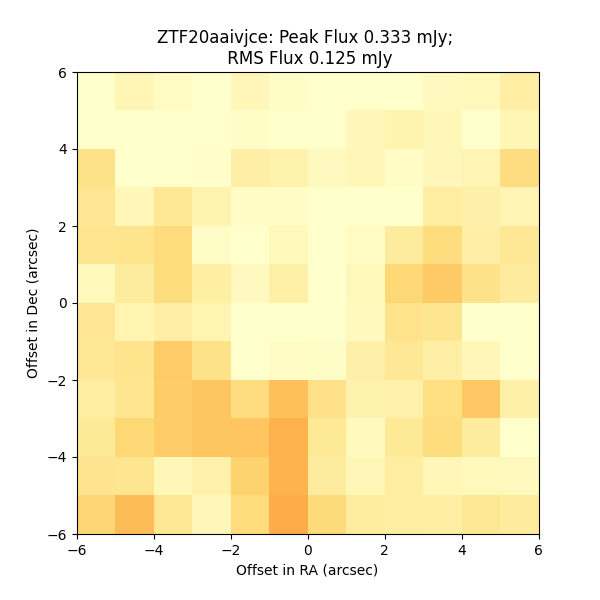 ZTF20aaivjce: Peak Flux 0.333 mJy;
RMS Flux 0.125 mJy
6
4
2
0
−2
−4
−6
Offset in Dec (arcsec)
−6 −4 −2 0 2 4 6
Offset in RA (arcsec)